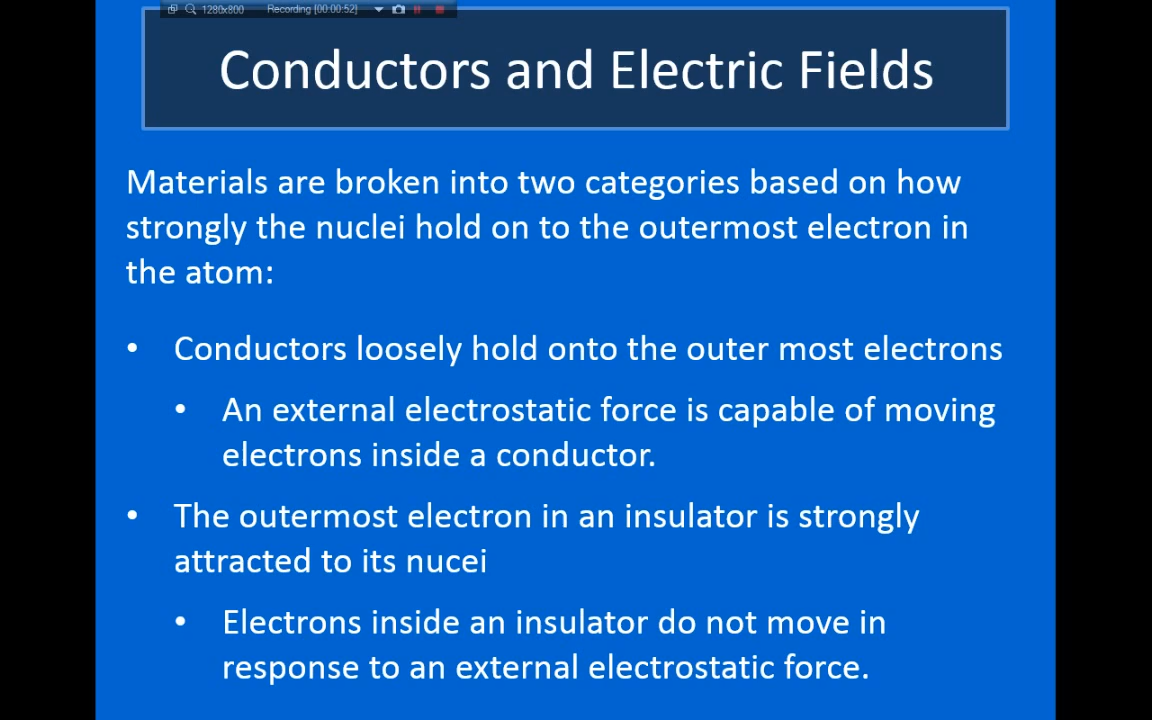 1280x800 Recording [00:00:52]
Conductors and Electric Fields
Materials are broken into two categories based on how
strongly the nuclei hold on to the outermost electron in
the atom:
• Conductors loosely hold onto the outer most electrons
• An external electrostatic force is capable of moving
electrons inside a conductor.
• The outermost electron in an insulator is strongly
attracted to its nucei
• Electrons inside an insulator do not move in
response to an external electrostatic force.